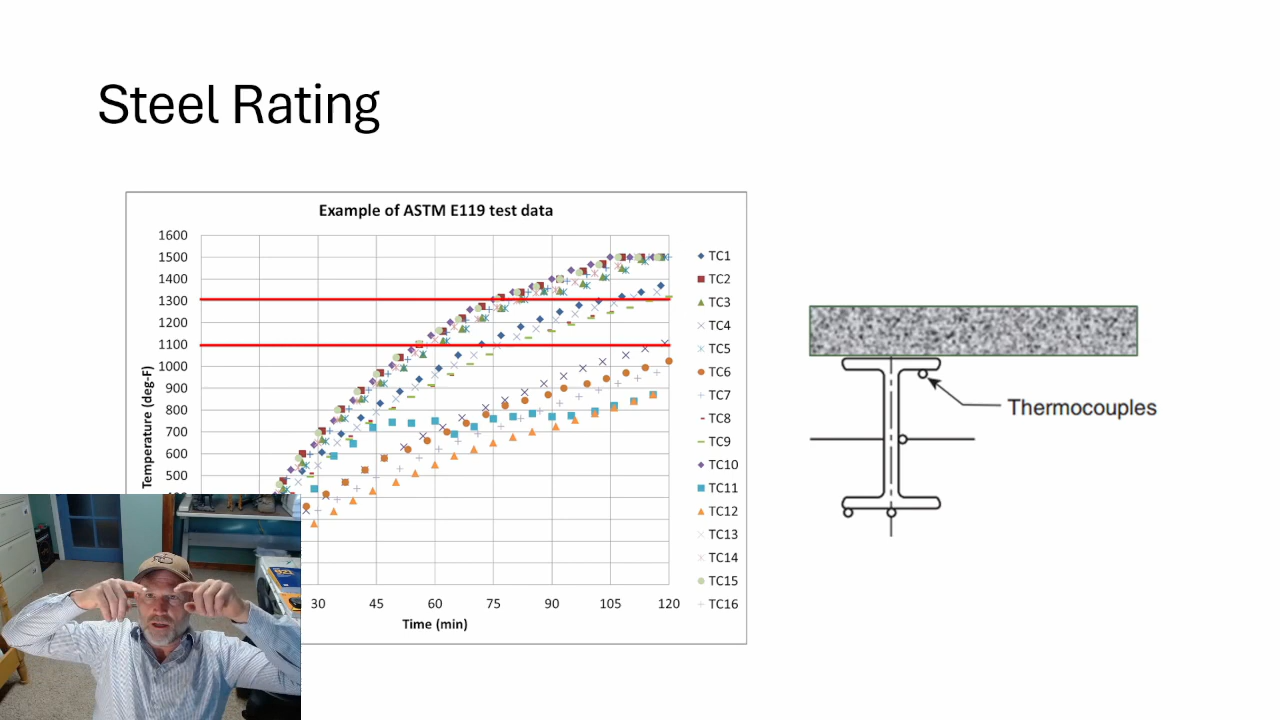 Steel Rating
Example of ASTM E119 test data
1600
1500
1400
1300
1200
1100
1000
900
800
700
600
500
Temperature (deg-F)
30 45 60 75 90 105 120
Time (min)
TC1
TC2
TC3
TC4
TC5
TC6
TC7
TC8
TC9
TC10
TC11
TC12
TC13
TC14
TC15
TC16
Thermocouples